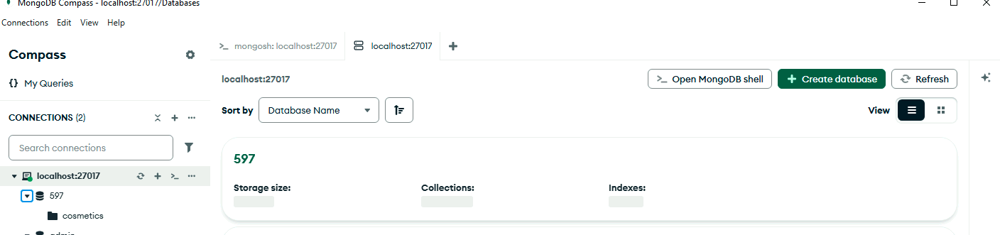 MongoDB Compass - localhost:27017/Databases
Connections Edit View Help
Compass
{} My Queries
CONNECTIONS (2)
Search connections
localhost:27017
597
cosmetics
admin
>_ mongosh: localhost:27017
localhost:27017
localhost:27017
>_ Open MongoDB shell
Create database
Refresh
Sort by
Database Name
View
597
Storage size:
Collections:
Indexes: